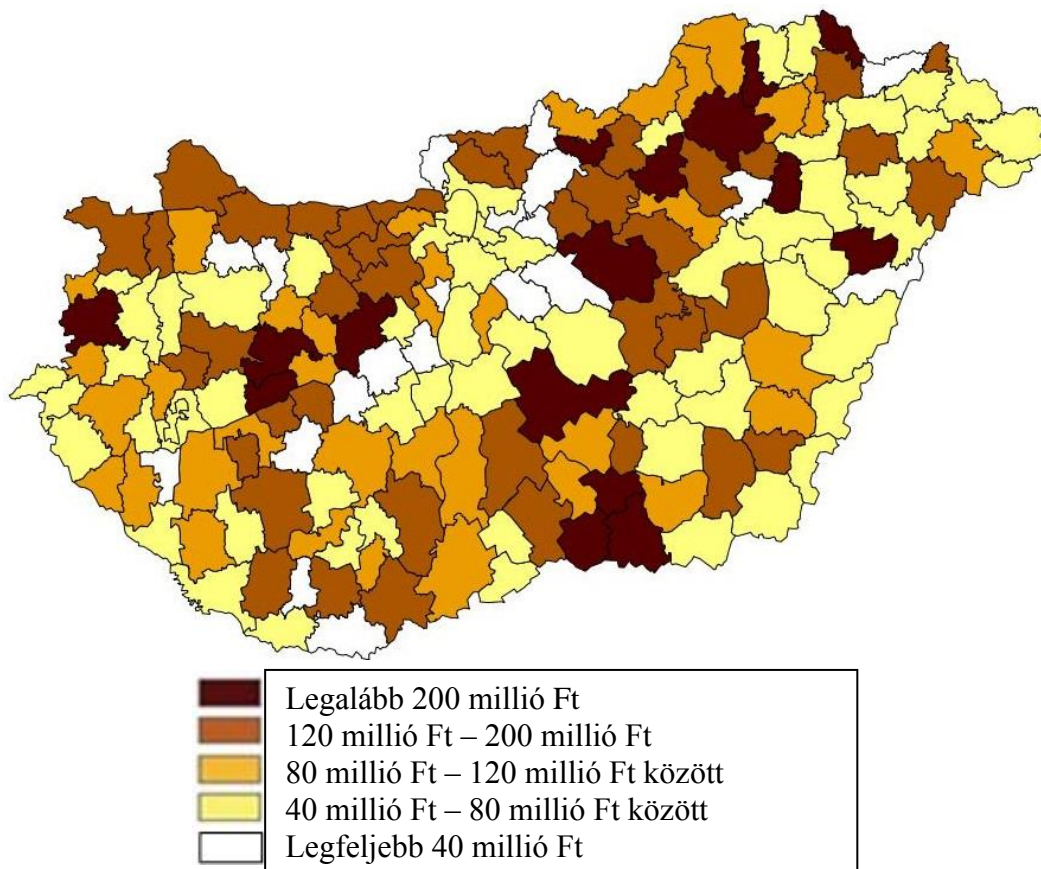 Legalább 200 millió Ft
120 millió Ft – 200 millió Ft
80 millió Ft – 120 millió Ft között
40 millió Ft – 80 millió Ft között
Legfeljebb 40 millió Ft